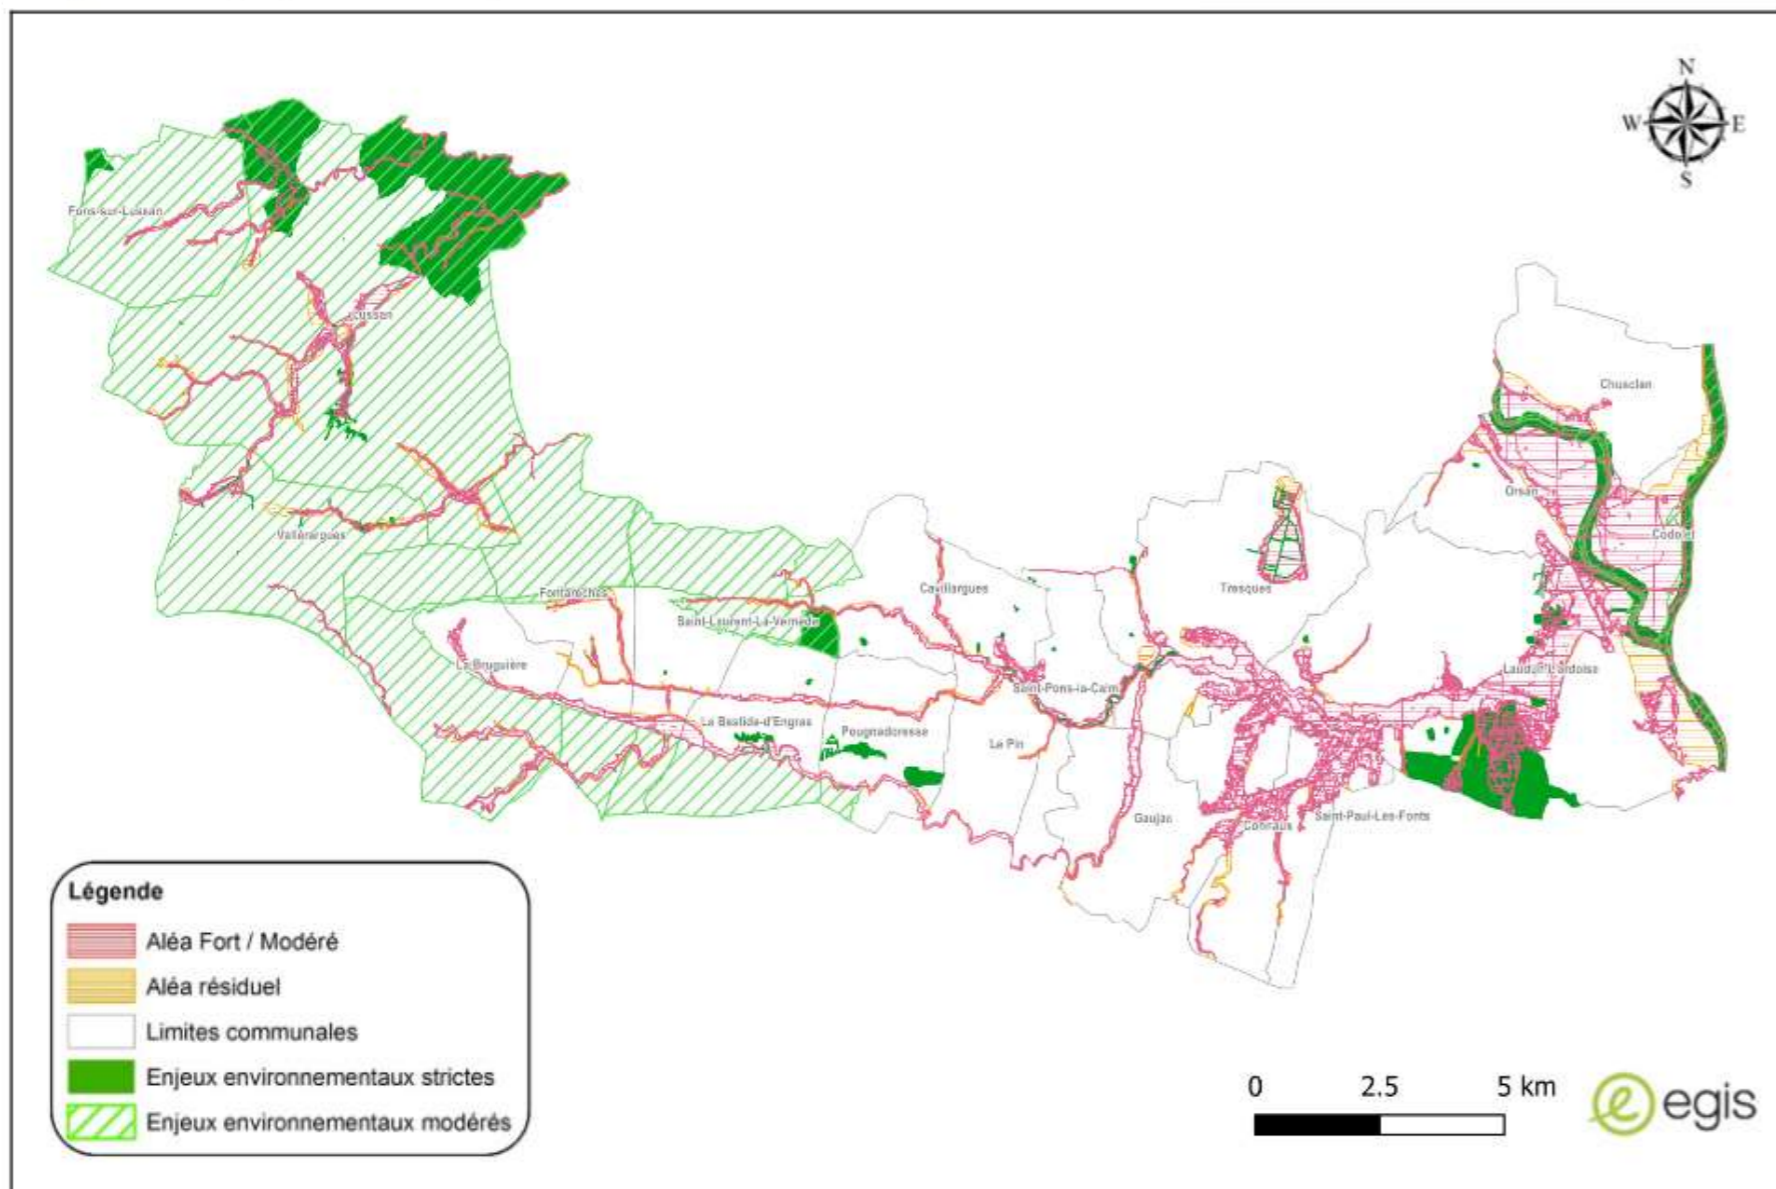 N
W E
S
Fons-sur-Lussan
Lussan
Chusclan
Orsan
Codolet
Vallérargues
Fontarèches
Cavillargues
Tresques
Saint-Laurent-La-Vernède
La Bruguière
Laudun-L'ardoise
Saint-Pons-la-Calm
La Bastide-d'Engras
Pougnadoresse
Le Pin
Gaujac
Connaux
Saint-Paul-Les-Fonts
Légende
Aléa Fort / Modéré
Aléa résiduel
Limites communales
Enjeux environnementaux strictes
Enjeux environnementaux modérés
0 2.5 5 km
egis